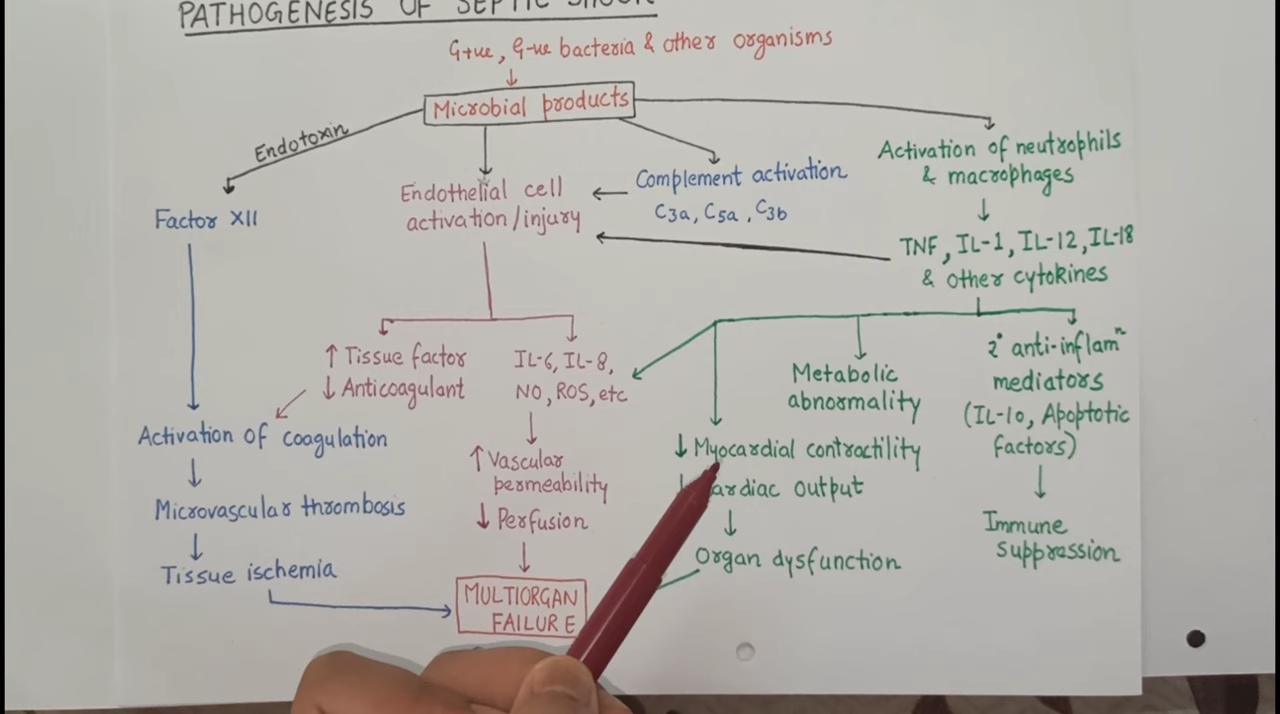 PATHOGENESIS OF SEPTIC SHOCK
G+ve, G-ve bacteria & other organisms
Microbial products
Endotoxin
Activation of neutrophils
& macrophages
Complement activation
C3a, C5a, C3b
Endothelial cell
activation/injury
Factor XII
TNF, IL-1, IL-12, IL-18
& other cytokines
↑ Tissue factor
↓ Anticoagulant
IL-6, IL-8,
NO, ROS, etc
Metabolic
abnormality
2° anti-inflamⁿ
mediators
(IL-10, Apoptotic
factors)
Activation of coagulation
↑ Vascular
permeability
↓ Perfusion
↓ Myocardial contractility
↓ cardiac output
Microvascular thrombosis
Immune
suppression
Organ dysfunction
Tissue ischemia
MULTIORGAN
FAILURE